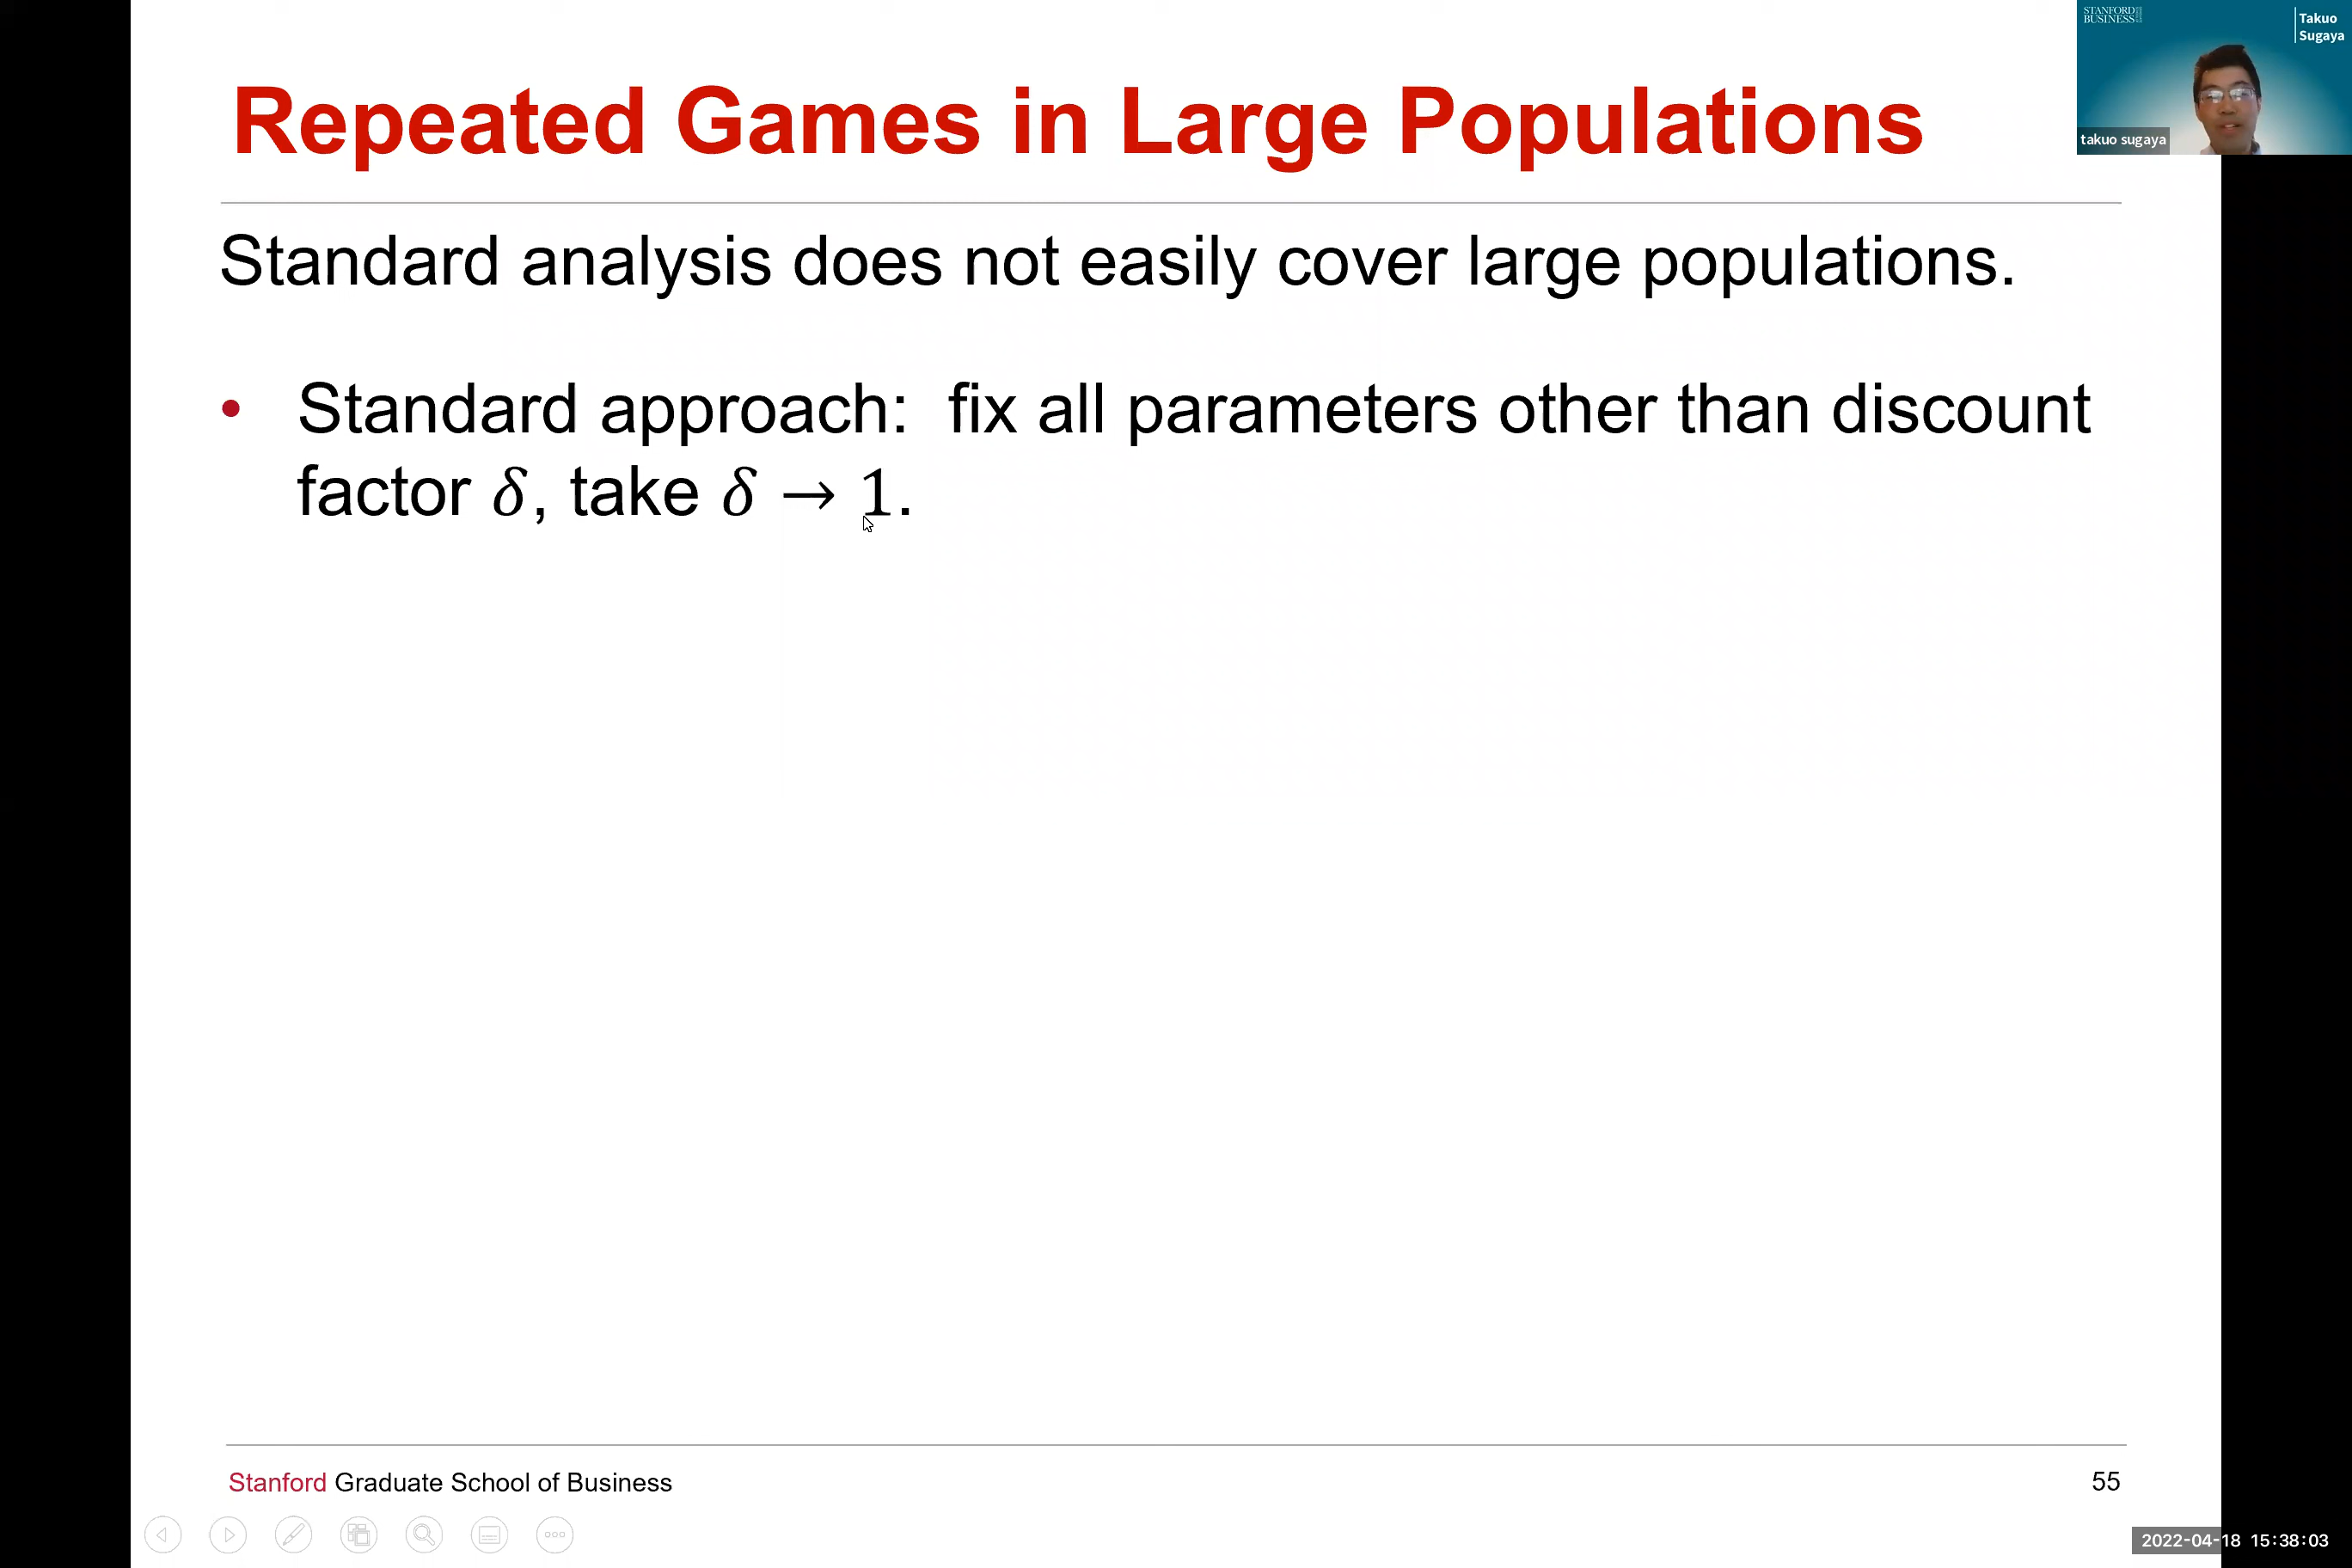 STANFORD
BUSINESS
Takuo
Sugaya
takuo sugaya
Repeated Games in Large Populations
Standard analysis does not easily cover large populations.
• Standard approach: fix all parameters other than discount
factor δ, take δ → 1.
Stanford Graduate School of Business
55
2022-04-18 15:38:03